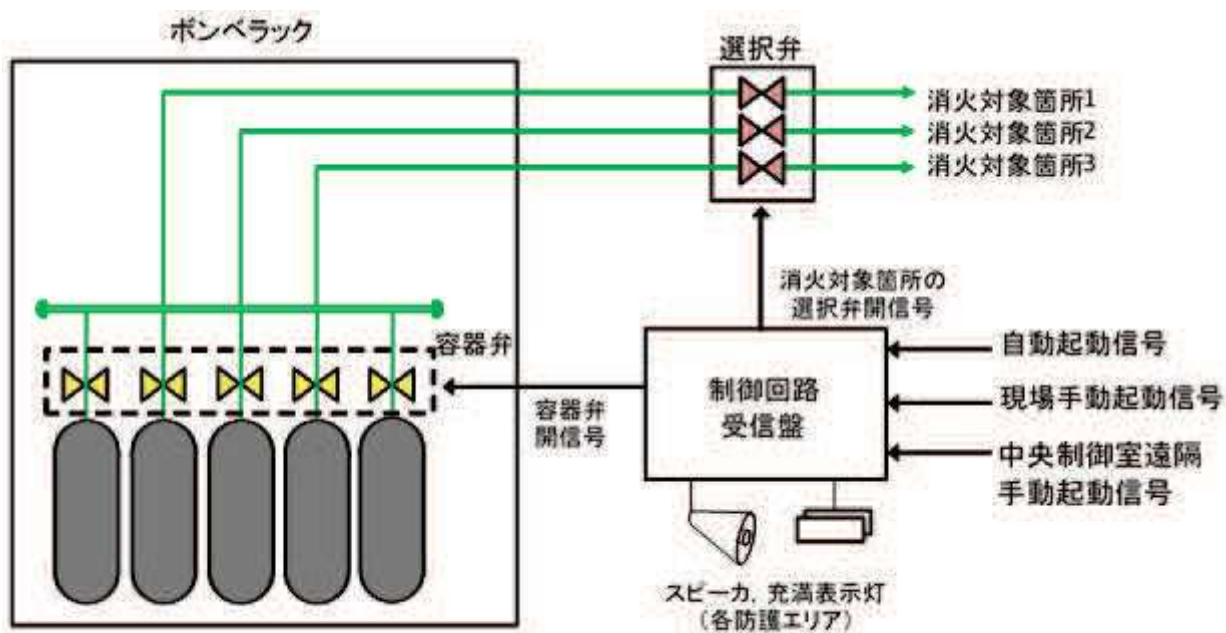 ボンベラック
選択弁
消火対象箇所1
消火対象箇所2
消火対象箇所3
消火対象箇所の
選択弁開信号
容器弁
容器弁
開信号
制御回路
受信盤
自動起動信号
現場手動起動信号
中央制御室遠隔
手動起動信号
スピーカ，充満表示灯
（各防護エリア）